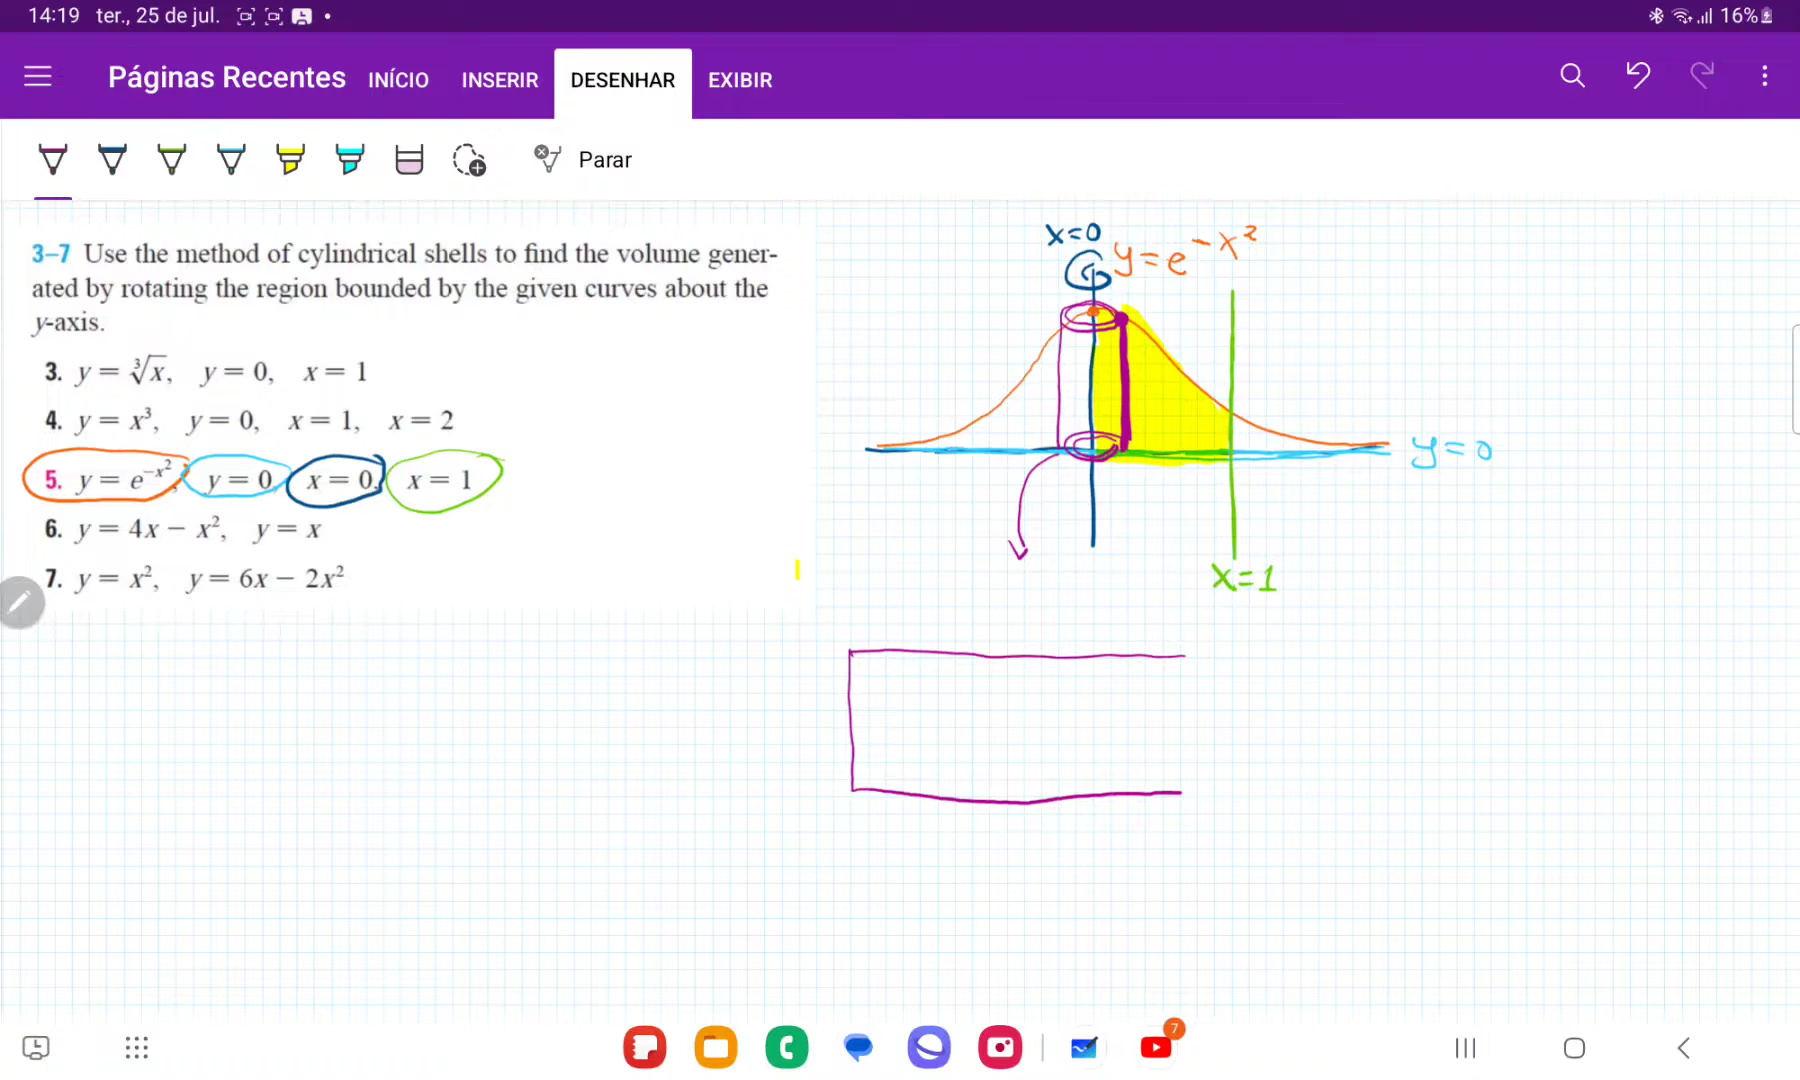 14:19 ter., 25 de jul.
16%
Páginas Recentes INÍCIO INSERIR DESENHAR EXIBIR
Parar
3–7 Use the method of cylindrical shells to find the volume gener-
ated by rotating the region bounded by the given curves about the
y-axis.
3. y = ∛x, y = 0, x = 1
4. y = x³, y = 0, x = 1, x = 2
5. y = e^{-x²}, y = 0, x = 0, x = 1
6. y = 4x − x², y = x
7. y = x², y = 6x − 2x²
x=0
y=e^{-x²}
y=0
x=1
7